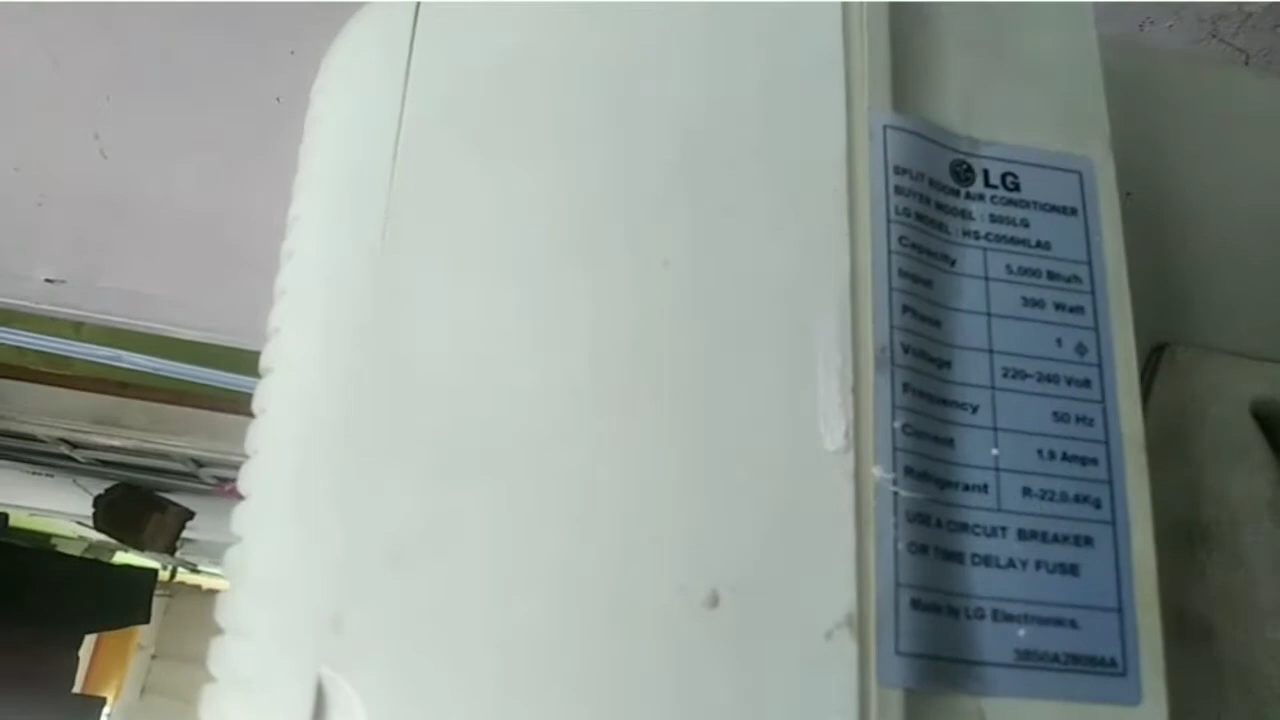 LG
SPLIT ROOM AIR CONDITIONER
BUYER MODEL : S05LG
LG MODEL : HS-C056HLA0
Capacity 5,000 Btu/h
Input 390 Watt
Phase 1
Voltage 220~240 Volt
Frequency 50 Hz
Current 1.9 Amps
Refrigerant R-22,0.4Kg
USE A CIRCUIT BREAKER
OR TIME DELAY FUSE
Made by LG Electronics.